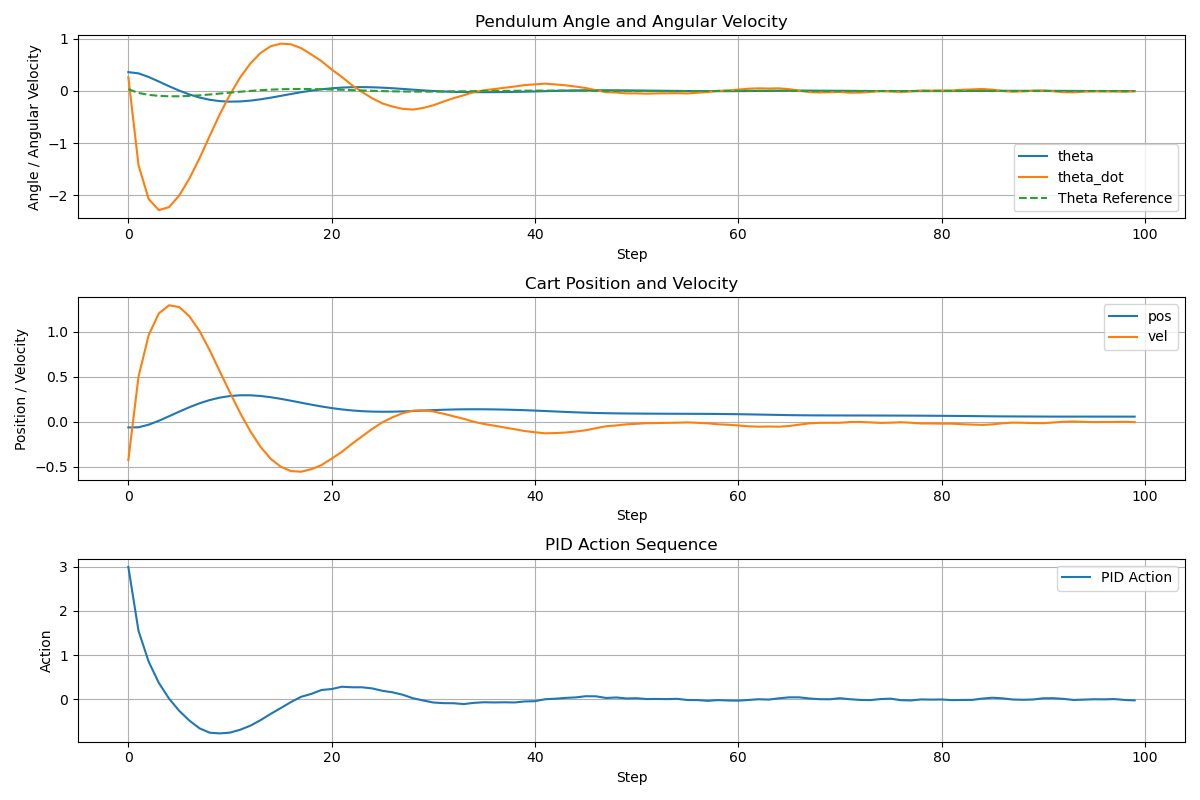 Pendulum Angle and Angular Velocity
Angle / Angular Velocity
1
0
−1
−2
theta
theta_dot
Theta Reference
0 20 40 60 80 100
Step
Cart Position and Velocity
Position / Velocity
1.0
0.5
0.0
−0.5
pos
vel
0 20 40 60 80 100
Step
PID Action Sequence
Action
3
2
1
0
PID Action
0 20 40 60 80 100
Step